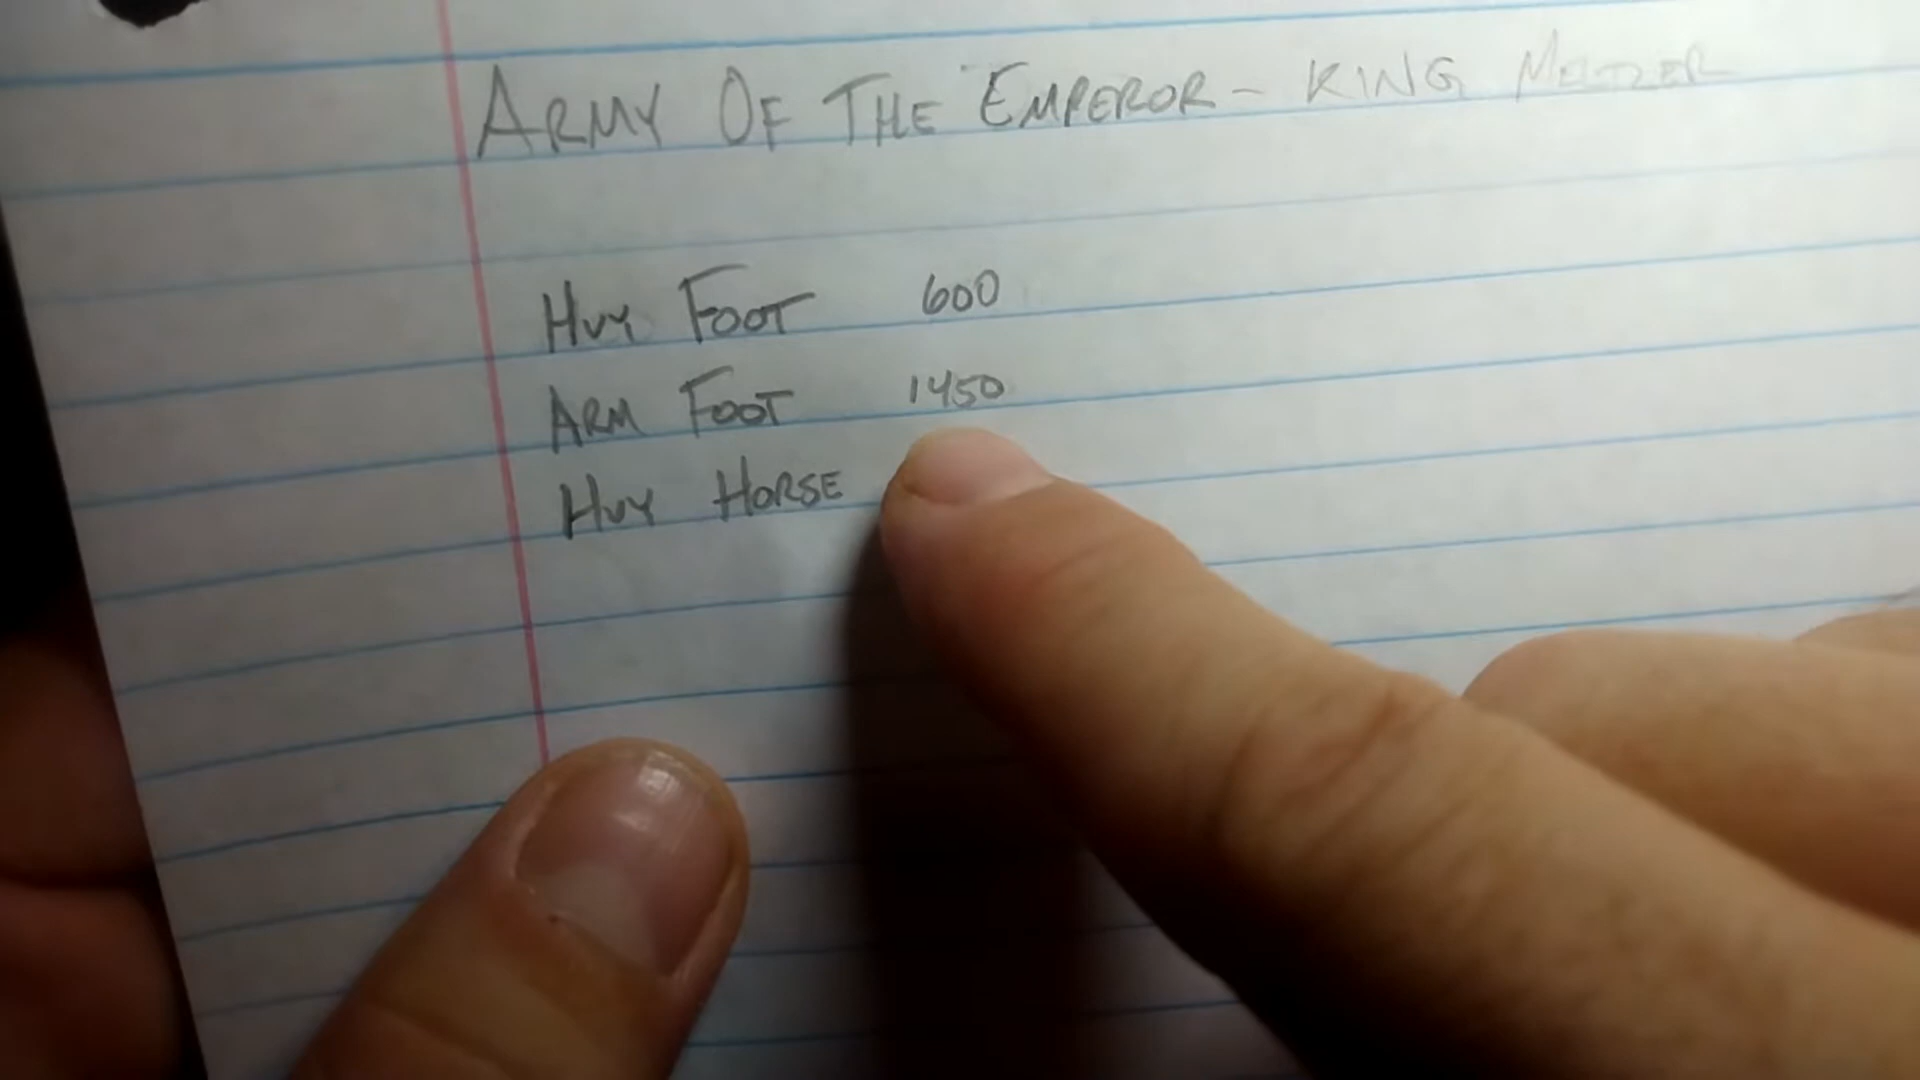 ARMY OF THE EMPEROR - KING
HVY FOOT 600
ARM FOOT 1450
HVY HORSE